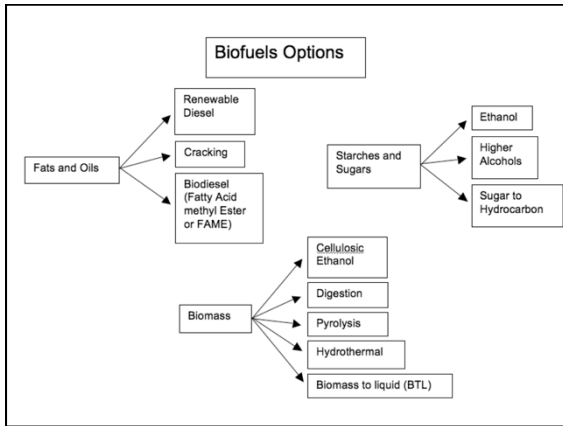 Biofuels Options
Renewable
Diesel
Cracking
Fats and Oils
Biodiesel
(Fatty Acid
methyl Ester
or FAME)
Ethanol
Higher
Alcohols
Starches and
Sugars
Sugar to
Hydrocarbon
Cellulosic
Ethanol
Digestion
Biomass
Pyrolysis
Hydrothermal
Biomass to liquid (BTL)